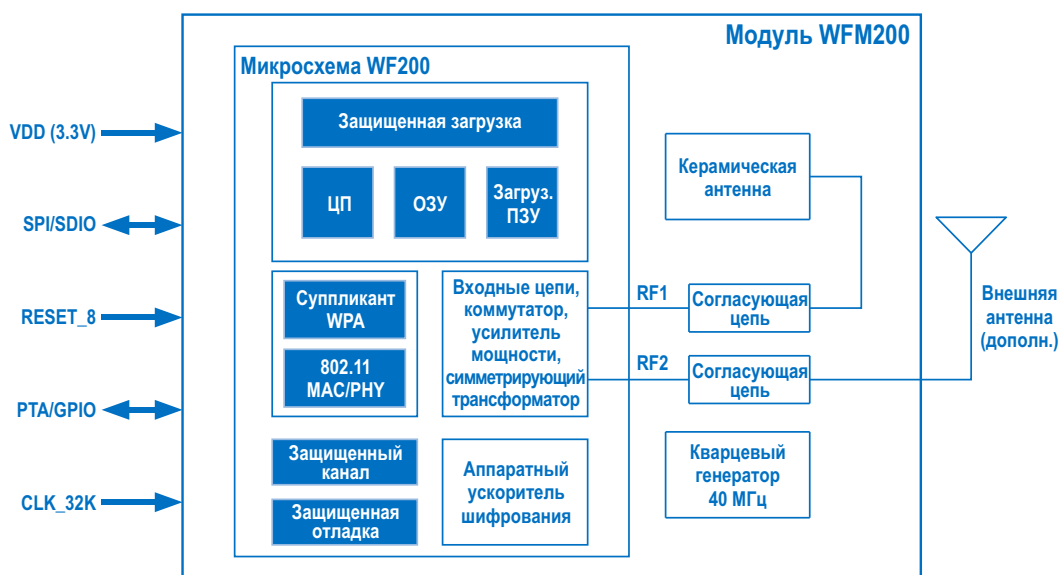 Модуль WFM200
Микросхема WF200
Защищенная загрузка
ЦП
ОЗУ
Загруз.
ПЗУ
VDD (3.3V)
SPI/SDIO
RESET_8
PTA/GPIO
CLK_32K
Суппликант
WPA
802.11
MAC/PHY
Входные цепи,
коммутатор,
усилитель
мощности,
симметрирующий
трансформатор
Защищенный
канал
Защищенная
отладка
Аппаратный
ускоритель
шифрования
Керамическая
антенна
RF1
Согласующая
цепь
RF2
Согласующая
цепь
Кварцевый
генератор
40 МГц
Внешняя
антенна
(дополн.)